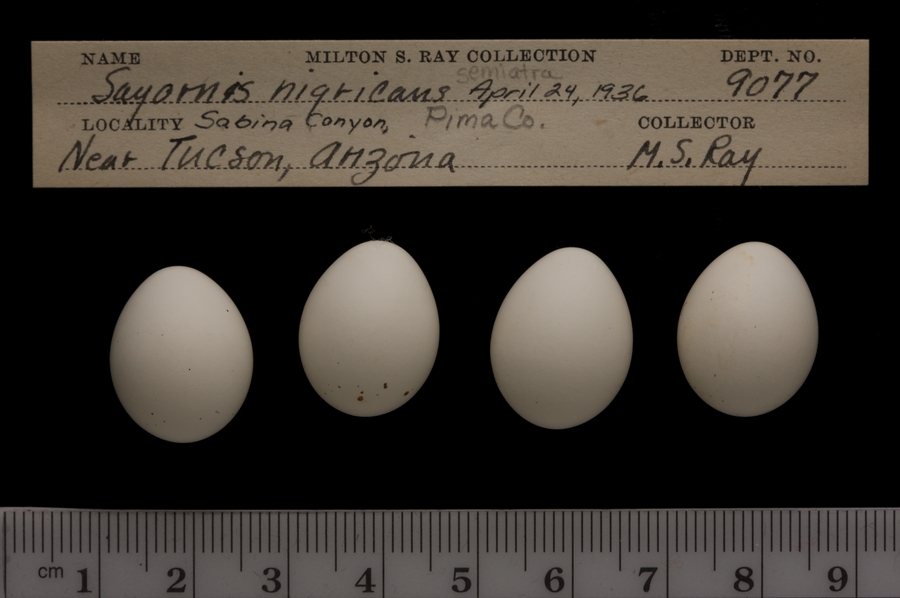 NAME MILTON S. RAY COLLECTION DEPT. NO.
semiatra
Sayornis nigricans April 24, 1936 9077
LOCALITY Sabina Conyon, Pima Co. COLLECTOR
Near Tucson, Arizona M.S. Ray
cm 1 2 3 4 5 6 7 8 9